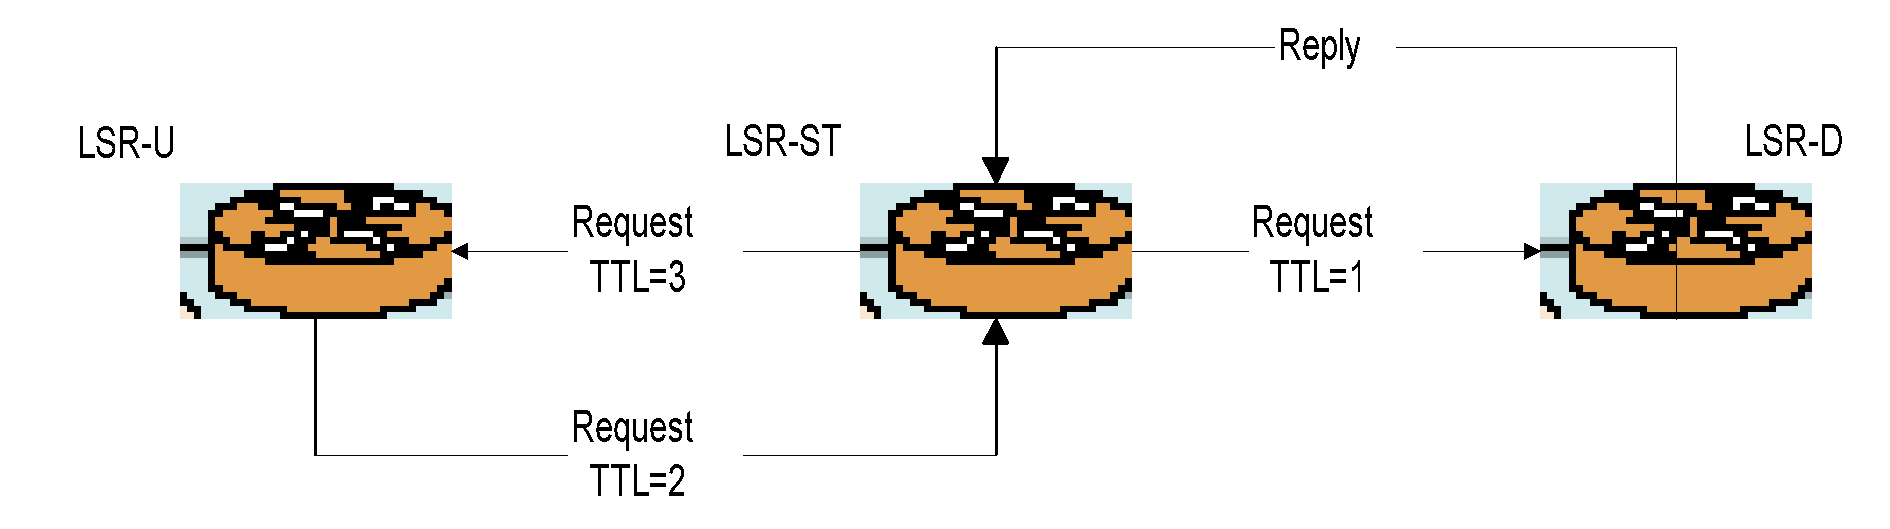 Reply
LSR-U
LSR-ST
LSR-D
Request
TTL=3
Request
TTL=1
Request
TTL=2